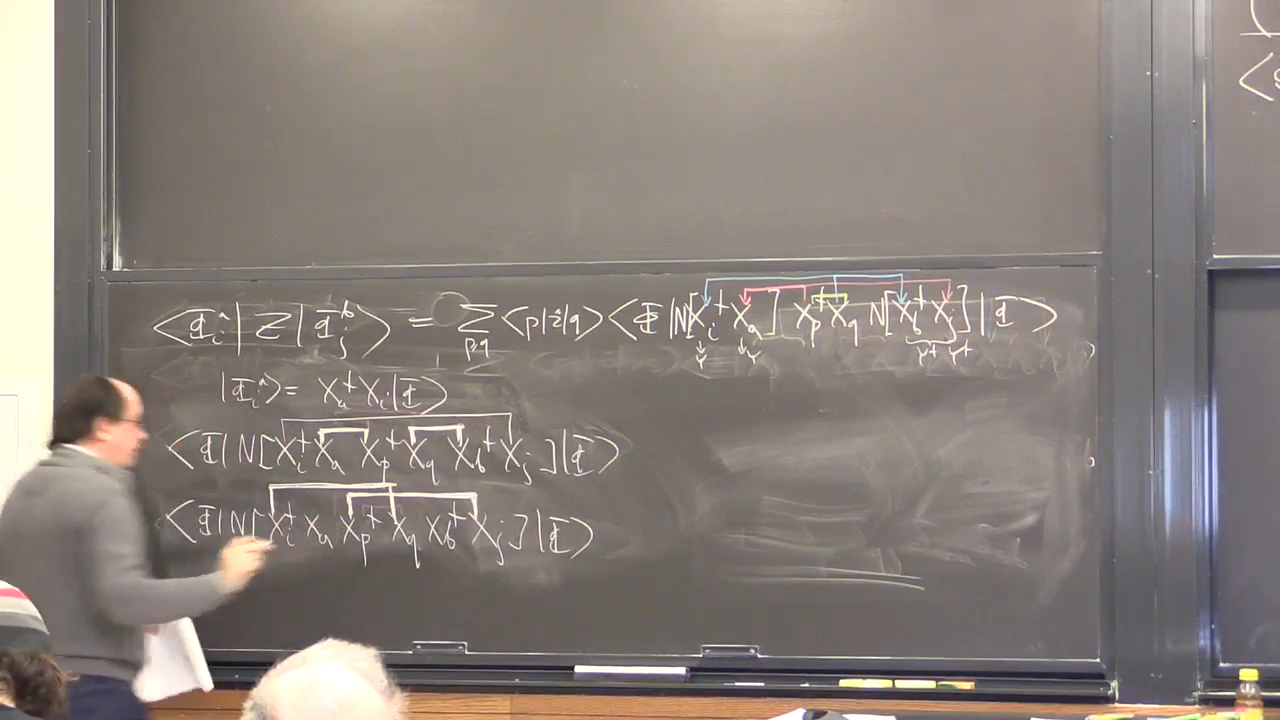 ⟨Φ_i^a | Z | Φ_j^b⟩ = Σ_{pq} ⟨p|ẑ|q⟩ ⟨Φ| N[X_i^+ X_a] X_p^+ X_q N[X_b^+ X_j] |Φ⟩
Y Y Y^+ Y^+
|Φ_i^a⟩ = X_a^+ X_i |Φ⟩
⟨Φ| N[X_i^+ X_a X_p^+ X_q X_b^+ X_j] |Φ⟩
⟨Φ| N[X_i^+ X_a X_p^+ X_q X_b^+ X_j] |Φ⟩